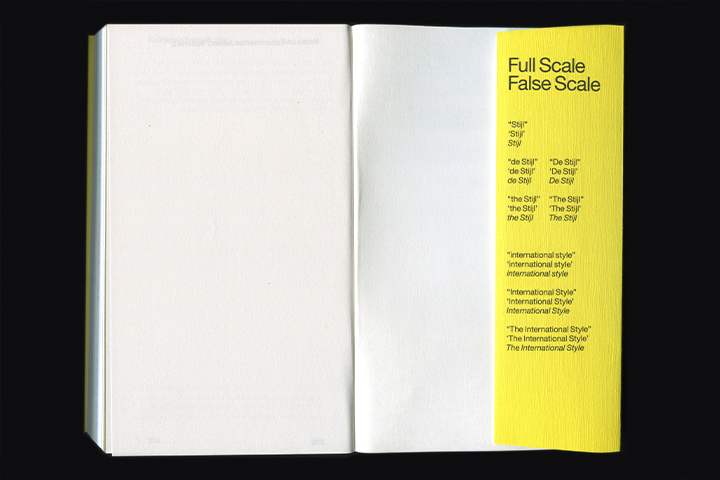 Full Scale
False Scale
“Stijl”
‘Stijl’
Stijl
“de Stijl” “De Stijl”
‘de Stijl’ ‘De Stijl’
de Stijl De Stijl
“the Stijl” “The Stijl”
‘the Stijl’ ‘The Stijl’
the Stijl The Stijl
“international style”
‘international style’
international style
“International Style”
‘International Style’
International Style
“The International Style”
‘The International Style’
The International Style